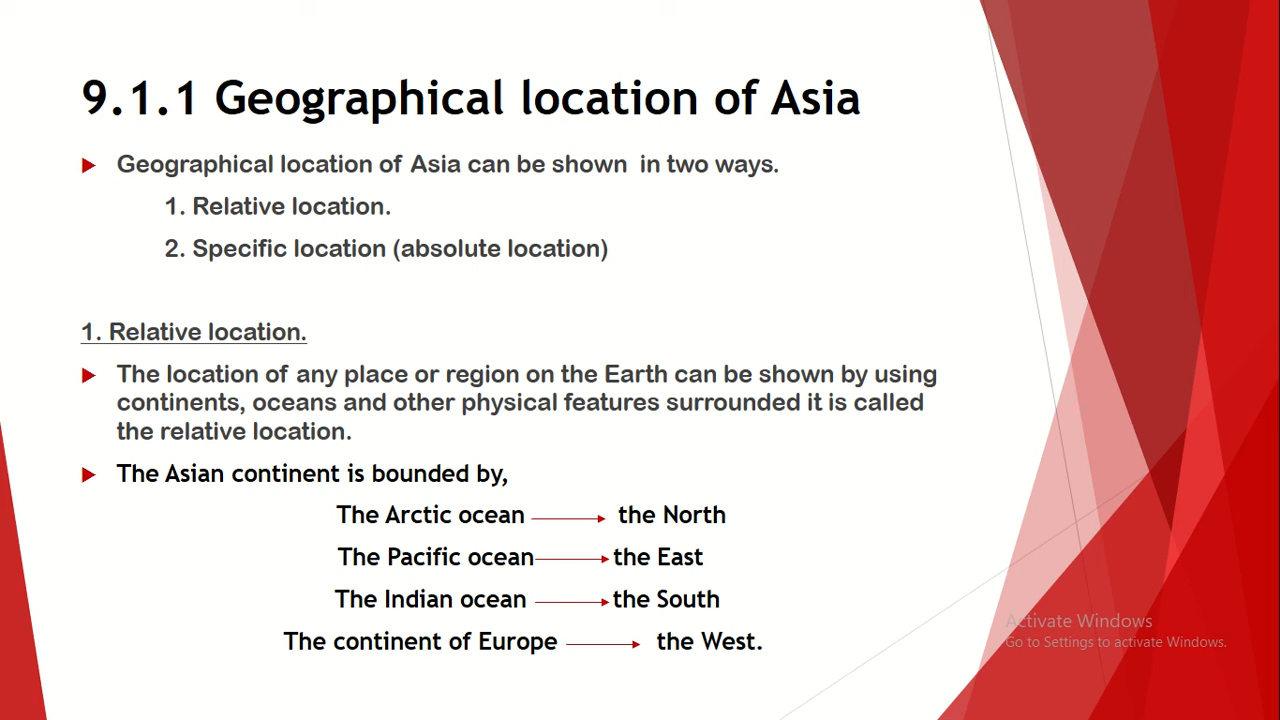 9.1.1 Geographical location of Asia
Geographical location of Asia can be shown in two ways.
1. Relative location.
2. Specific location (absolute location)
1. Relative location.
The location of any place or region on the Earth can be shown by using
continents, oceans and other physical features surrounded it is called
the relative location.
The Asian continent is bounded by,
The Arctic ocean the North
The Pacific ocean the East
The Indian ocean the South
The continent of Europe the West.
Activate Windows
Go to Settings to activate Windows.